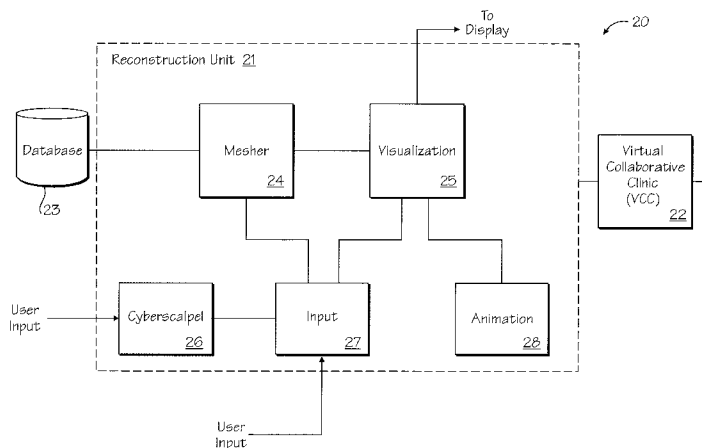 To
Display
20
Reconstruction Unit 21
Database
23
Mesher
24
Visualization
25
Virtual
Collaborative
Clinic
(VCC)
22
User
Input
Cyberscalpel
26
Input
27
Animation
28
User
Input